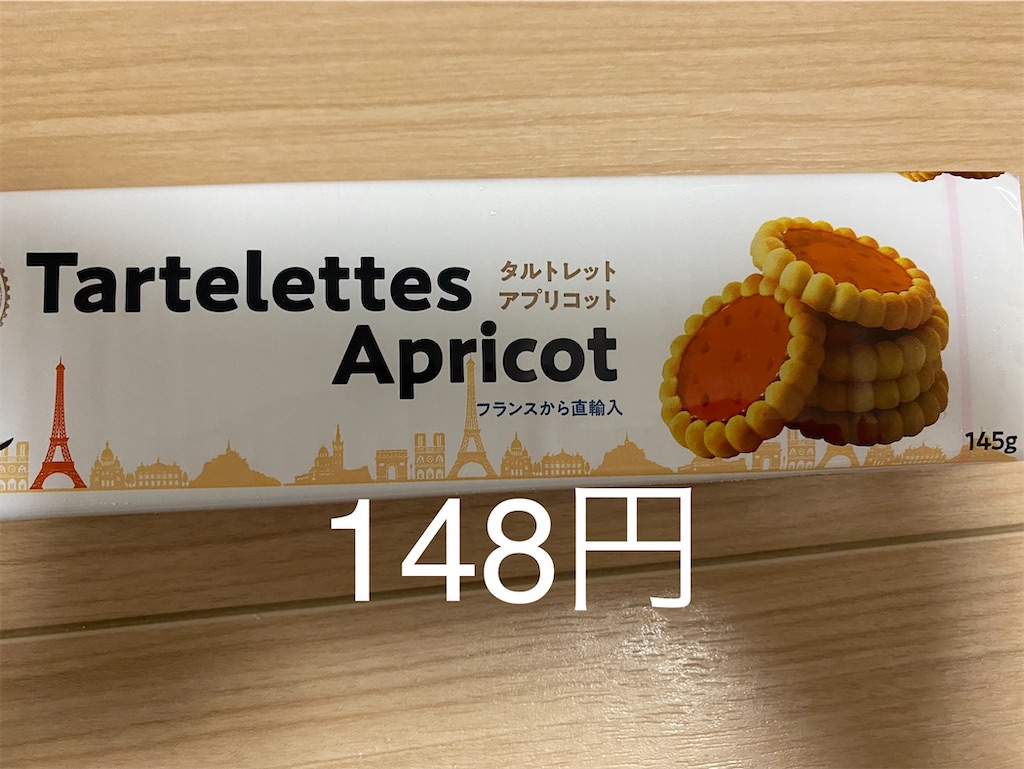 Tartelettes
タルトレット
アプリコット
Apricot
フランスから直輸入
145g
148円